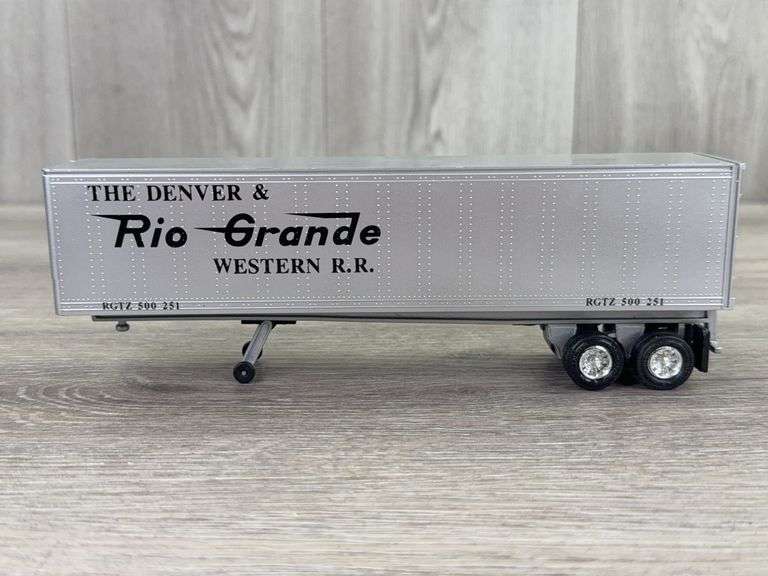 THE DENVER &
Rio Grande
WESTERN R.R.
RGTZ 500 251
RGTZ 500 251